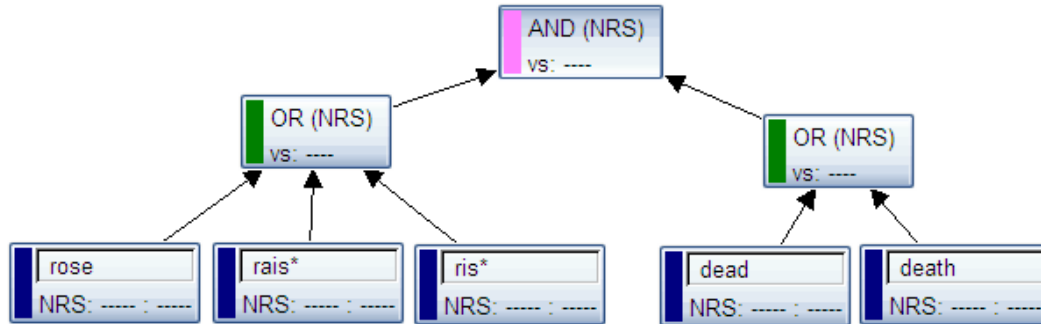 AND (NRS)
vs: ----
OR (NRS)
vs: ----
OR (NRS)
vs: ----
rose
NRS: ----- : -----
rais*
NRS: ----- : -----
ris*
NRS: ----- : -----
dead
NRS: ----- : -----
death
NRS: ----- : -----